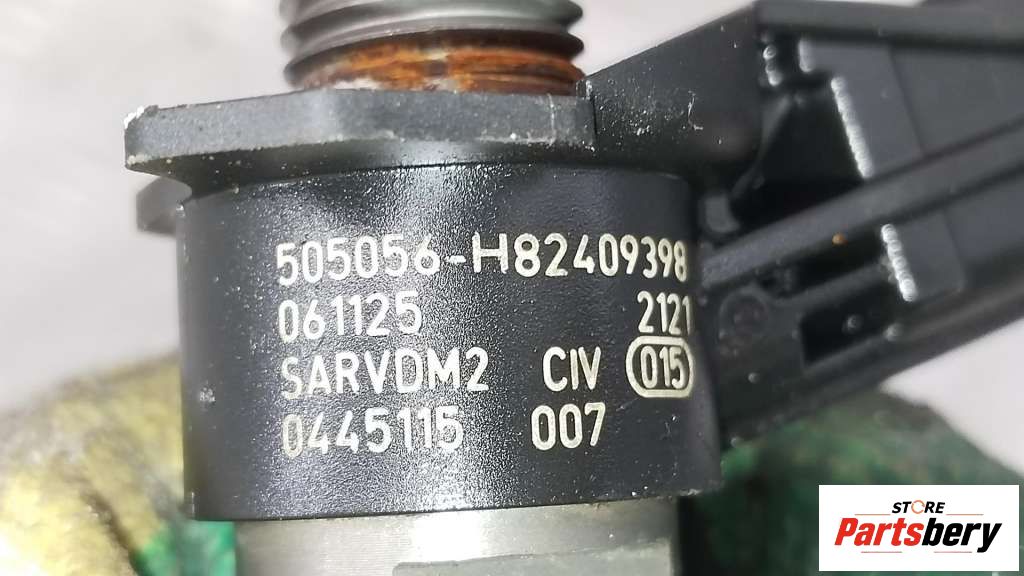 505056-H82409398
061125 2121
SARVDM2 CIV 015
0445115 007
STORE
Partsbery